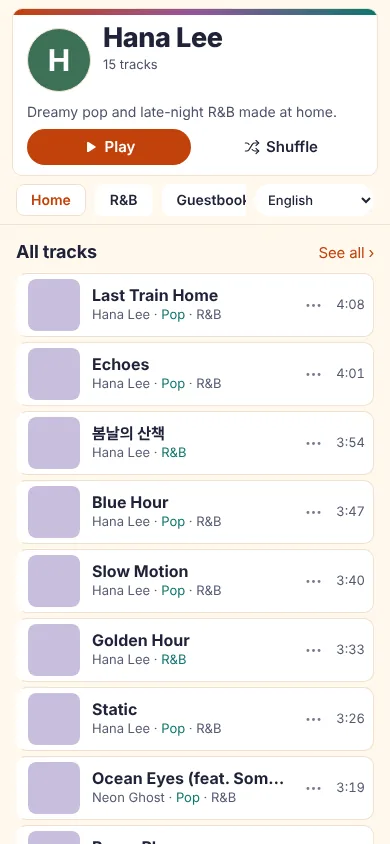 H
Hana Lee
15 tracks
Dreamy pop and late-night R&B made at home.
Play
Shuffle
Home
R&B
Guestbook
English
All tracks
See all ›
Last Train Home
Hana Lee · Pop · R&B
••• 4:08
Echoes
Hana Lee · Pop · R&B
••• 4:01
봄날의 산책
Hana Lee · R&B
••• 3:54
Blue Hour
Hana Lee · Pop · R&B
••• 3:47
Slow Motion
Hana Lee · Pop · R&B
••• 3:40
Golden Hour
Hana Lee · R&B
••• 3:33
Static
Hana Lee · Pop · R&B
••• 3:26
Ocean Eyes (feat. Som...
Neon Ghost · Pop · R&B
••• 3:19